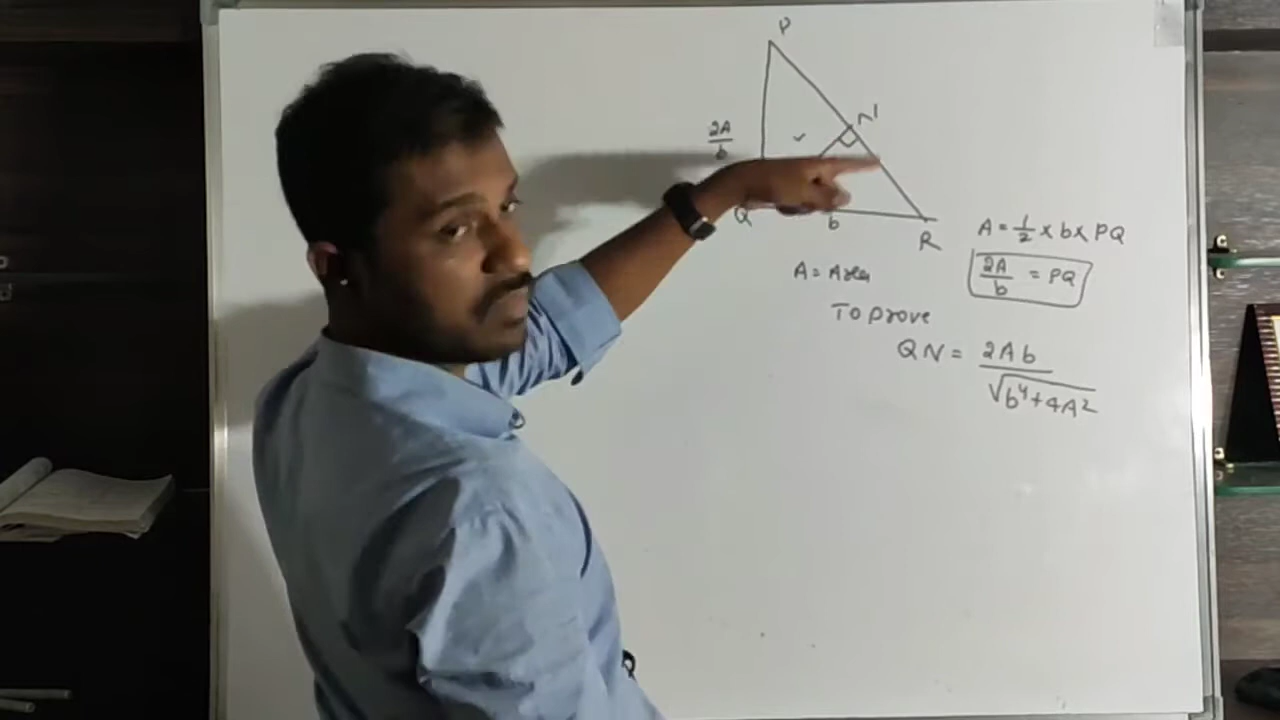 P
N
2A/b
Q
b
R
A = 1/2 × b × PQ
A = Area
2A/b = PQ
To prove
QN = 2Ab/√b⁴+4A²